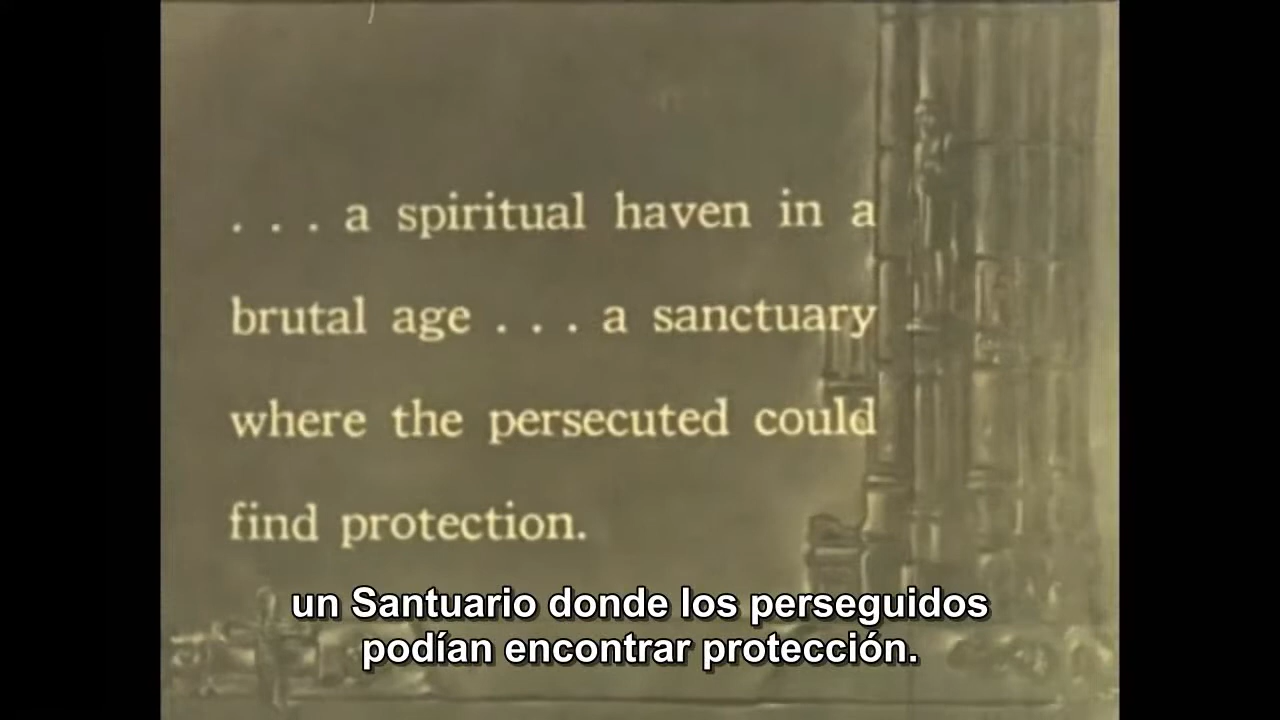 . . . a spiritual haven in a
brutal age . . . a sanctuary
where the persecuted could
find protection.
un Santuario donde los perseguidos
podían encontrar protección.